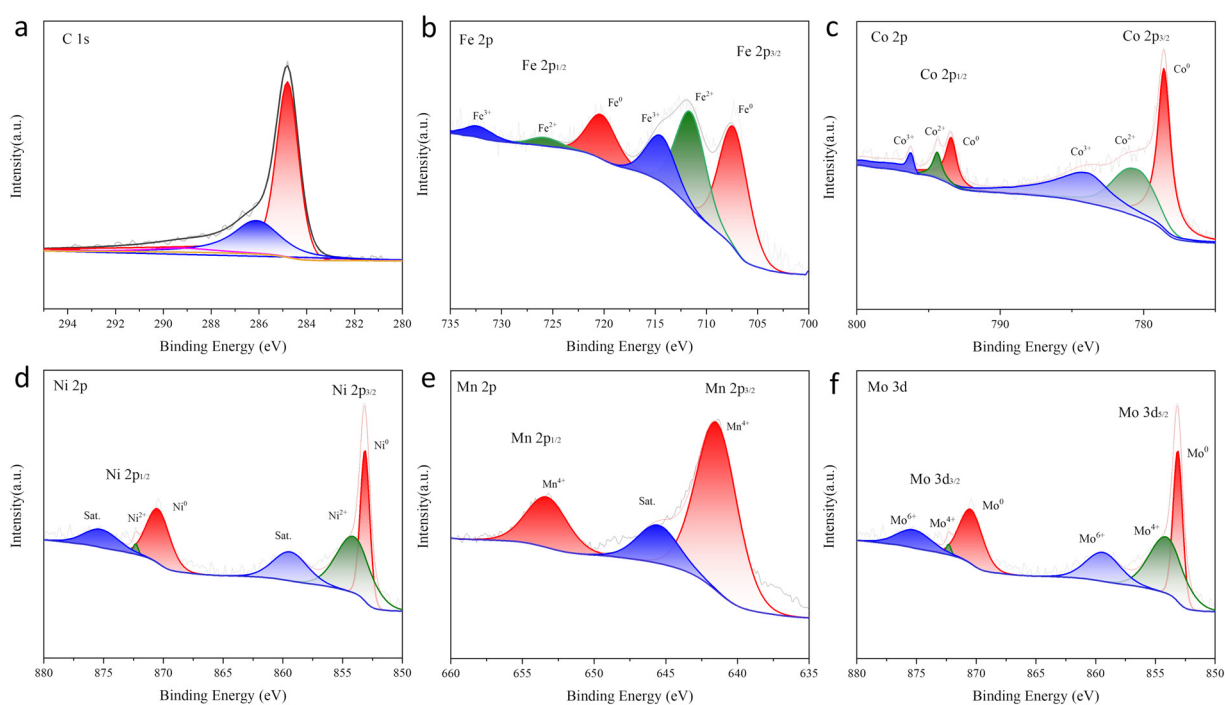 a
C 1s
Intensity(a.u.)
294 292 290 288 286 284 282 280
Binding Energy (eV)
b
Fe 2p
Fe 2p1/2
Fe 2p3/2
Fe3+
Fe2+
Fe0
Fe3+
Fe2+
Fe0
Intensity(a.u.)
735 730 725 720 715 710 705 700
Binding Energy (eV)
c
Co 2p
Co 2p1/2
Co 2p3/2
Co3+
Co2+
Co0
Co3+
Co2+
Co0
Intensity(a.u.)
800 790 780
Binding Energy (eV)
d
Ni 2p
Ni 2p1/2
Ni 2p3/2
Sat.
Ni2+
Ni0
Sat.
Ni2+
Ni0
Intensity(a.u.)
880 875 870 865 860 855 850
Binding Energy (eV)
e
Mn 2p
Mn 2p1/2
Mn 2p3/2
Mn4+
Sat.
Mn4+
Intensity(a.u.)
660 655 650 645 640 635
Binding Energy (eV)
f
Mo 3d
Mo 3d3/2
Mo 3d5/2
Mo6+
Mo4+
Mo0
Mo6+
Mo4+
Mo0
Intensity(a.u.)
880 875 870 865 860 855 850
Binding Energy (eV)